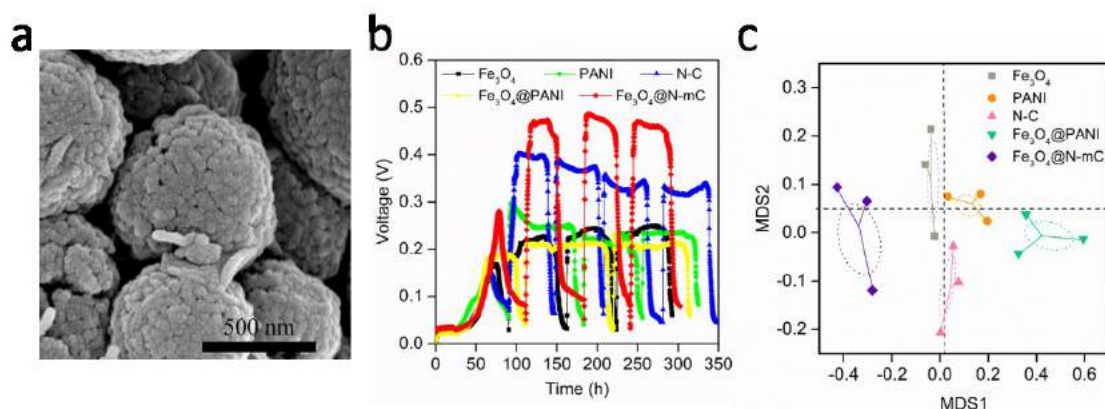 a
500 nm
b
Fe₃O₄ PANI N-C
Fe₃O₄@PANI Fe₃O₄@N-mC
0.6
0.5
0.4
0.3
0.2
0.1
0.0
Voltage (V)
0 50 100 150 200 250 300 350
Time (h)
c
Fe₃O₄
PANI
N-C
Fe₃O₄@PANI
Fe₃O₄@N-mC
0.3
0.2
0.1
0.0
-0.1
-0.2
MDS2
-0.4 -0.2 0.0 0.2 0.4 0.6
MDS1